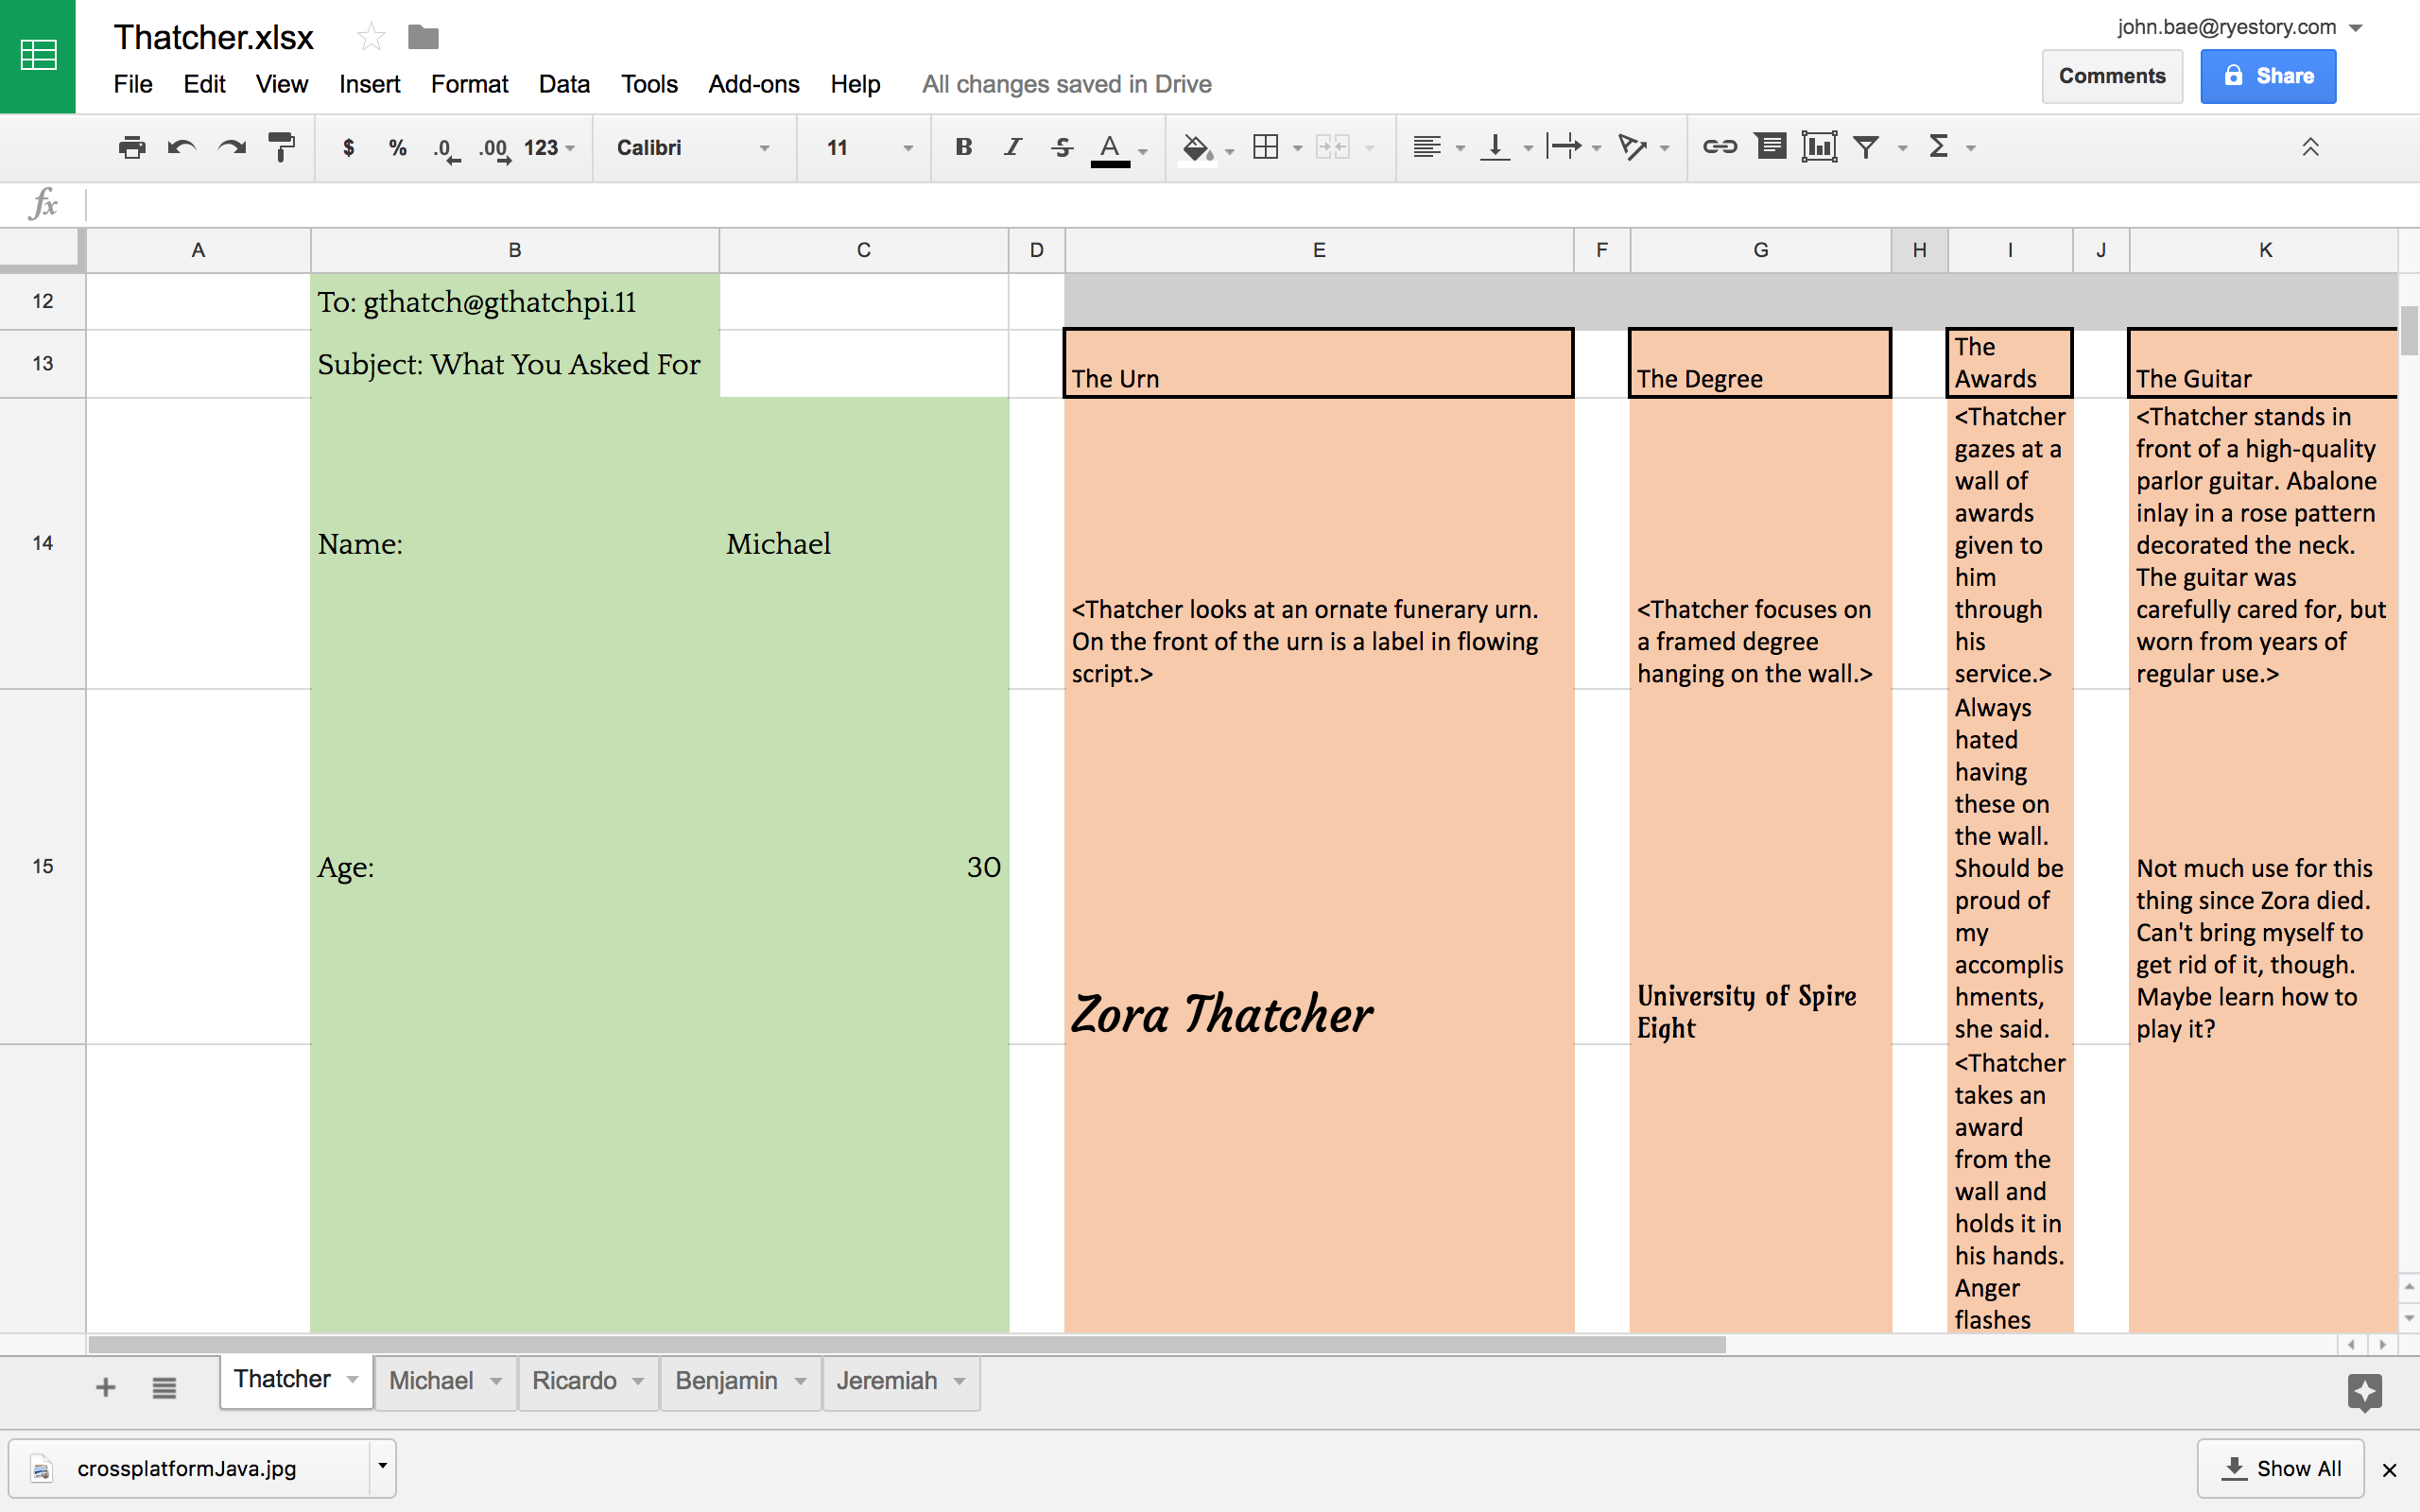 Thatcher.xlsx
john.bae@ryestory.com
File Edit View Insert Format Data Tools Add-ons Help All changes saved in Drive
Comments
Share
$ % .0 .00 123 Calibri 11 B I S A Σ
fx
A B C D E F G H I J K
12
To: gthatch@gthatchpi.11
13
Subject: What You Asked For
The Urn
The Degree
The
Awards
The Guitar
14
Name:
Michael
<Thatcher looks at an ornate funerary urn.
On the front of the urn is a label in flowing
script.>
<Thatcher focuses on
a framed degree
hanging on the wall.>
<Thatcher
gazes at a
wall of
awards
given to
him
through
his
service.>
<Thatcher stands in
front of a high-quality
parlor guitar. Abalone
inlay in a rose pattern
decorated the neck.
The guitar was
carefully cared for, but
worn from years of
regular use.>
15
Age:
30
Zora Thatcher
University of Spire
Eight
Always
hated
having
these on
the wall.
Should be
proud of
my
accomplis
hments,
she said.
Not much use for this
thing since Zora died.
Can't bring myself to
get rid of it, though.
Maybe learn how to
play it?
<Thatcher
takes an
award
from the
wall and
holds it in
his hands.
Anger
flashes
Thatcher Michael Ricardo Benjamin Jeremiah
crossplatformJava.jpg
Show All